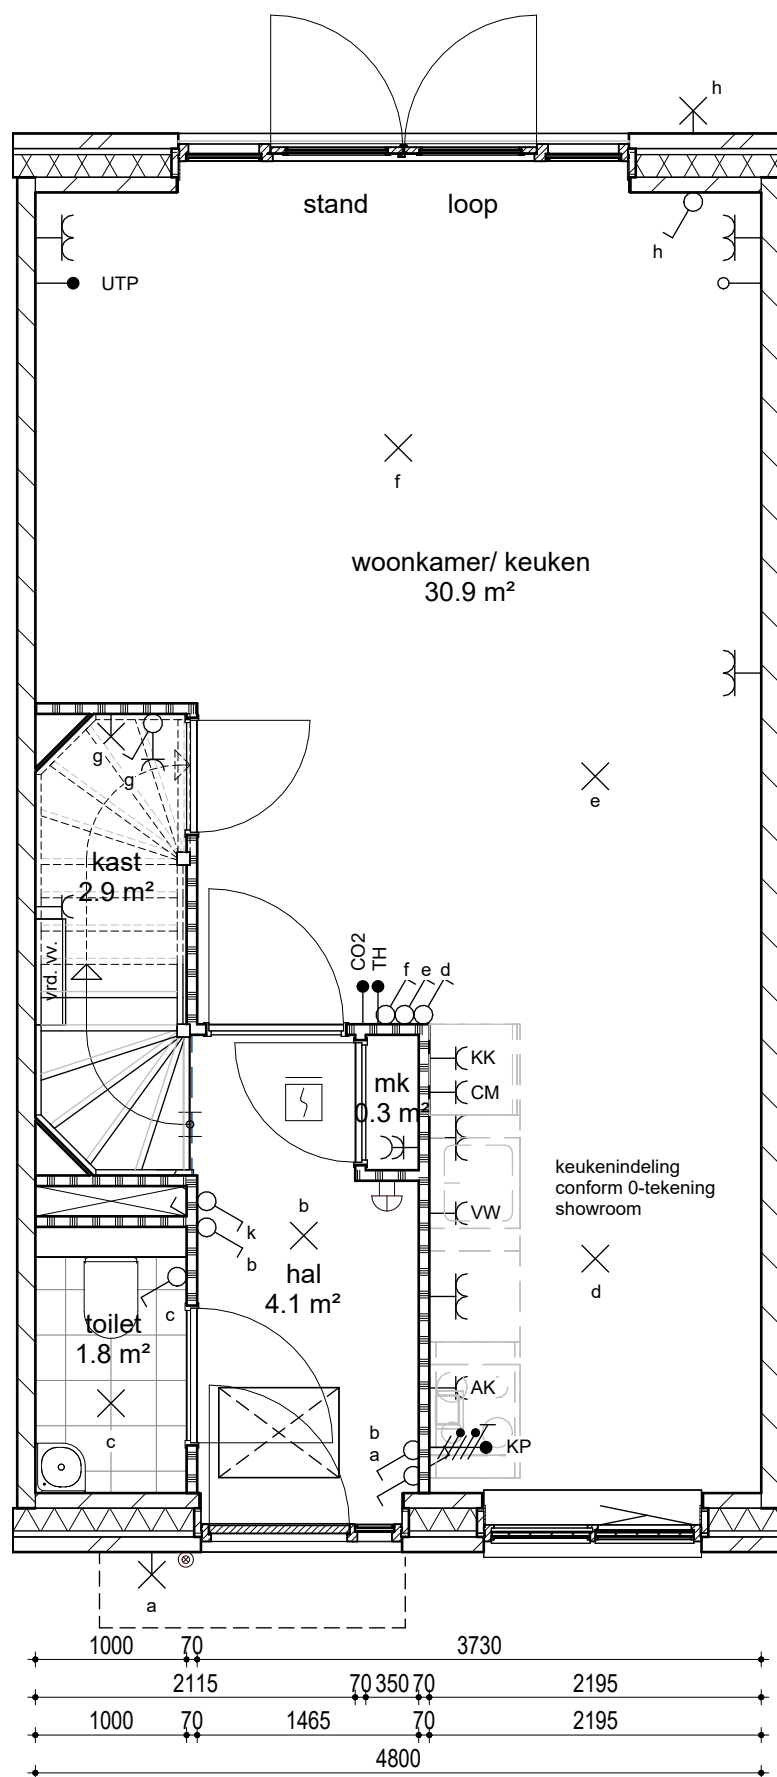 h
stand loop
h
UTP
f
woonkamer/ keuken
30.9 m²
g
g
e
kast
2.9 m²
vrd. vv.
CO2
TH
f e d
KK
mk
0.3 m²
CM
keukenindeling
conform 0-tekening
showroom
VW
k
b
b
hal
4.1 m²
d
c
toilet
1.8 m²
AK
c
b
a
KP
a
1000 70 3730
2115 70 350 70 2195
1000 70 1465 70 2195
4800